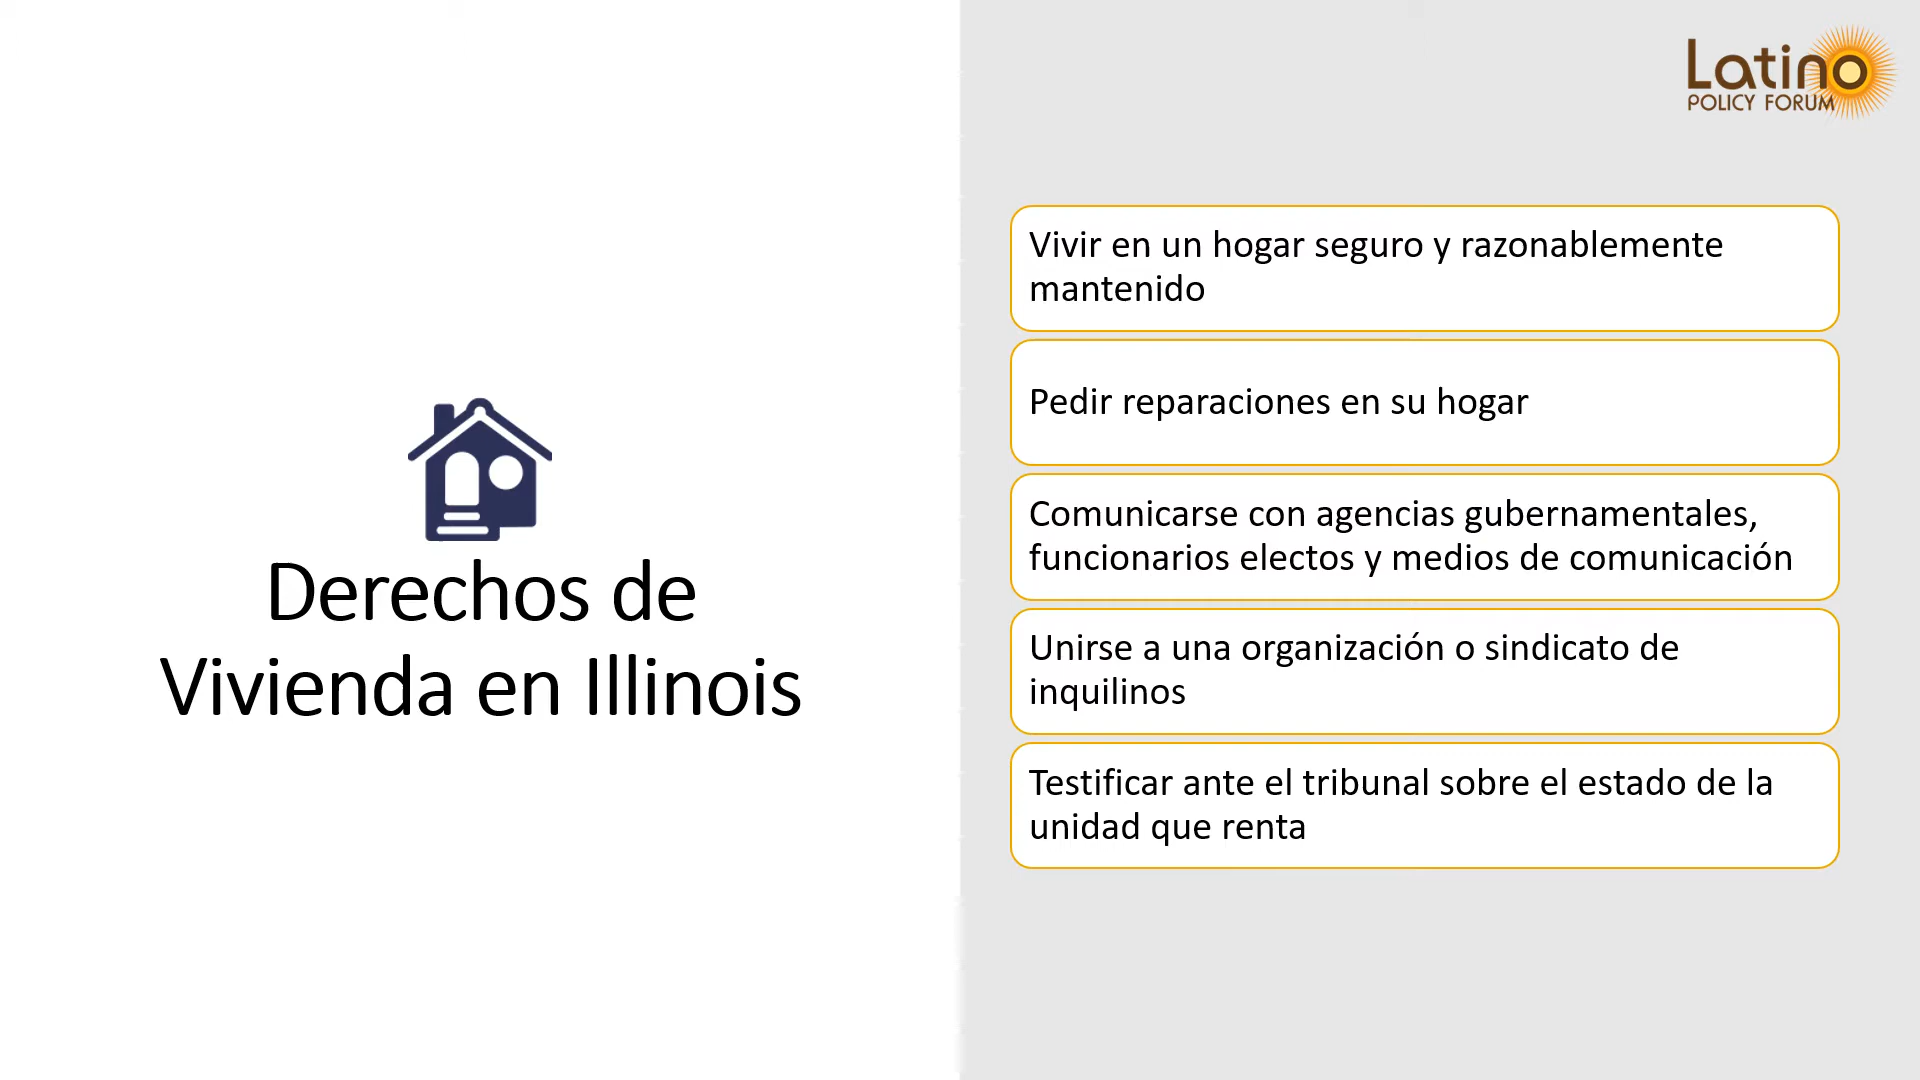 Latino
POLICY FORUM
Derechos de
Vivienda en Illinois
Vivir en un hogar seguro y razonablemente
mantenido
Pedir reparaciones en su hogar
Comunicarse con agencias gubernamentales,
funcionarios electos y medios de comunicación
Unirse a una organización o sindicato de
inquilinos
Testificar ante el tribunal sobre el estado de la
unidad que renta